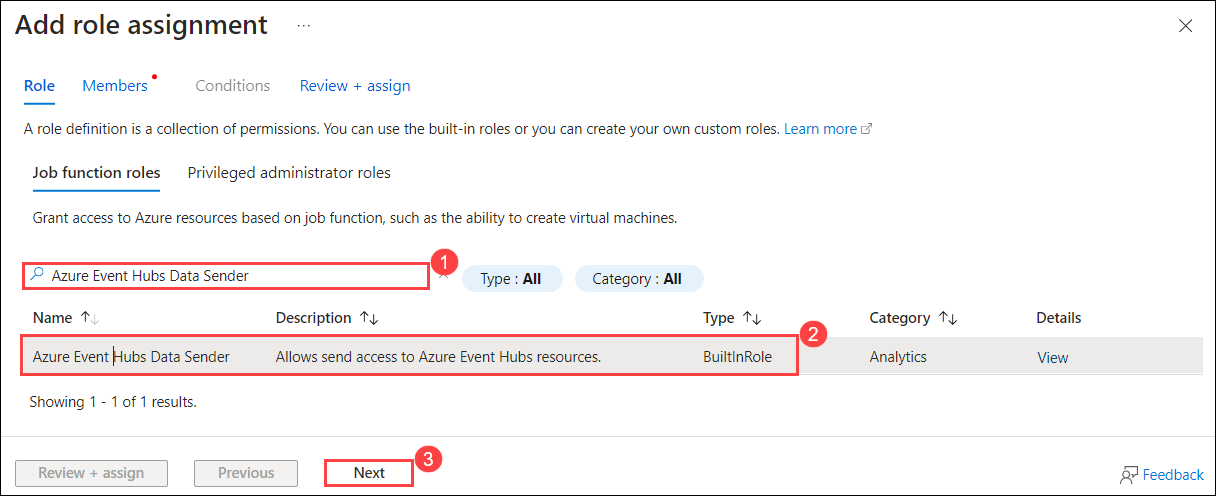 Add role assignment ...
Role Members Conditions Review + assign
A role definition is a collection of permissions. You can use the built-in roles or you can create your own custom roles. Learn more
Job function roles Privileged administrator roles
Grant access to Azure resources based on job function, such as the ability to create virtual machines.
1
Azure Event Hubs Data Sender Type : All Category : All
Name Description Type Category Details
2
Azure Event Hubs Data Sender Allows send access to Azure Event Hubs resources. BuiltInRole Analytics View
Showing 1 - 1 of 1 results.
3
Review + assign Previous Next Feedback